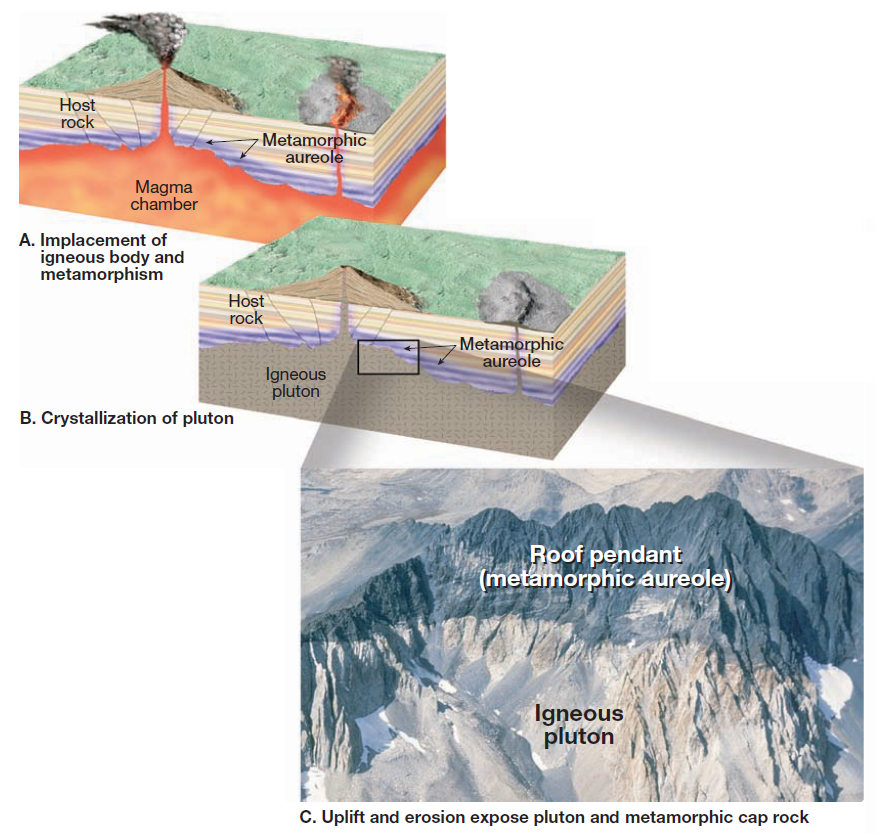 Host
rock
Metamorphic
aureole
Magma
chamber
A. Implacement of
igneous body and
metamorphism
Host
rock
Metamorphic
aureole
Igneous
pluton
B. Crystallization of pluton
Roof pendant
(metamorphic aureole)
Igneous
pluton
C. Uplift and erosion expose pluton and metamorphic cap rock